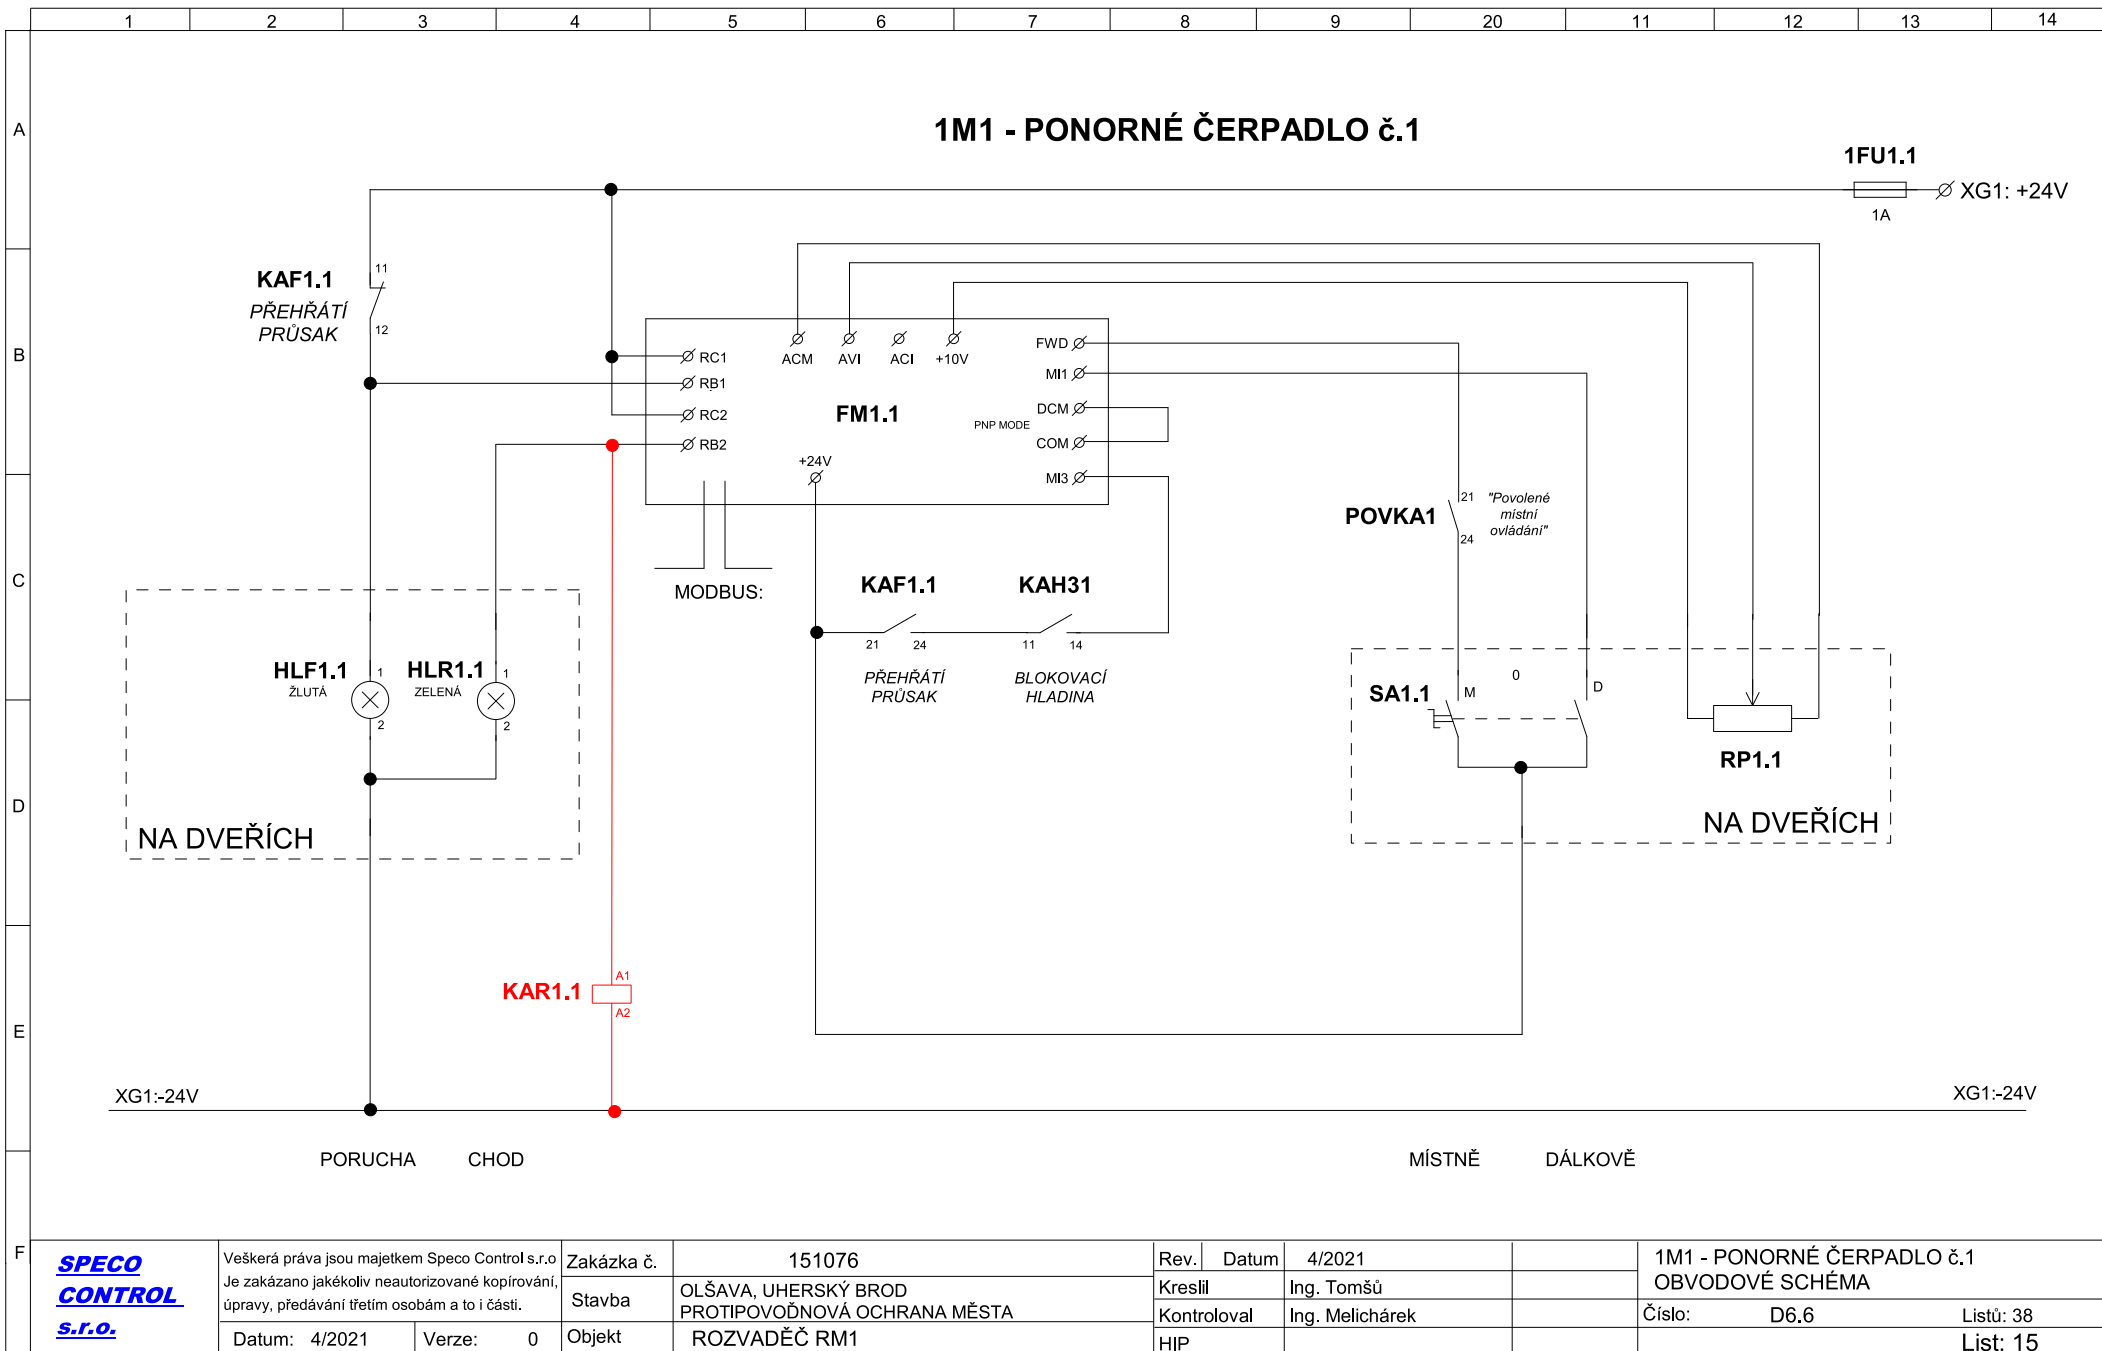 1 2 3 4 5 6 7 8 9 20 11 12 13 14
A
B
C
D
E
F
1M1 - PONORNÉ ČERPADLO č.1
1FU1.1
1A
XG1: +24V
KAF1.1
PŘEHŘÁTÍ
PRŮSAK
11
12
RC1
RB1
RC2
RB2
ACM
AVI
ACI
+10V
FM1.1
PNP MODE
+24V
FWD
MI1
DCM
COM
MI3
MODBUS:
KAF1.1
21 24
PŘEHŘÁTÍ
PRŮSAK
KAH31
11 14
BLOKOVACÍ
HLADINA
POVKA1
21
24
"Povolené
místní
ovládání"
HLF1.1
ŽLUTÁ
1
2
HLR1.1
ZELENÁ
1
2
NA DVEŘÍCH
SA1.1
M
0
D
RP1.1
NA DVEŘÍCH
KAR1.1
A1
A2
XG1:-24V
XG1:-24V
PORUCHA
CHOD
MÍSTNĚ
DÁLKOVĚ
SPECO
CONTROL
s.r.o.
Veškerá práva jsou majetkem Speco Control s.r.o
Je zakázáno jakékoliv neautorizované kopírování,
úpravy, předávání třetím osobám a to i části.
Datum: 4/2021
Verze: 0
Zakázka č. 151076
Stavba
OLŠAVA, UHERSKÝ BROD
PROTIPOVODŇOVÁ OCHRANA MĚSTA
Objekt
ROZVADĚČ RM1
Rev. Datum 4/2021
Kreslil Ing. Tomšů
Kontroloval Ing. Melichárek
HIP
1M1 - PONORNÉ ČERPADLO č.1
OBVODOVÉ SCHÉMA
Číslo: D6.6
Listů: 38
List: 15